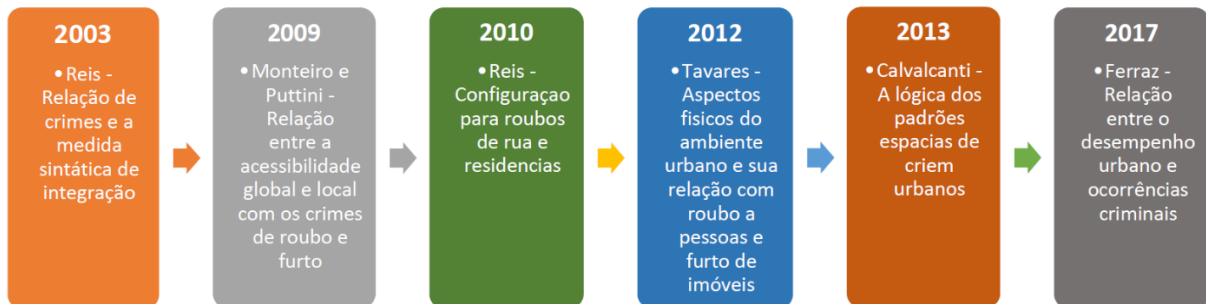 2003
• Reis -
Relação de
crimes e a
medida
sintática de
integração
2009
• Monteiro e
Puttini -
Relação
entre a
acessibilidade
global e local
com os crimes
de roubo e
furto
2010
• Reis -
Configuraçao
para roubos
de rua e
residencias
2012
• Tavares -
Aspectos
fisicos do
ambiente
urbano e sua
relação com
roubo a
pessoas e
furto de
imóveis
2013
• Calvalcanti -
A lógica dos
padrões
espacias de
criem
urbanos
2017
• Ferraz -
Relação
entre o
desempenho
urbano e
ocorrências
criminais